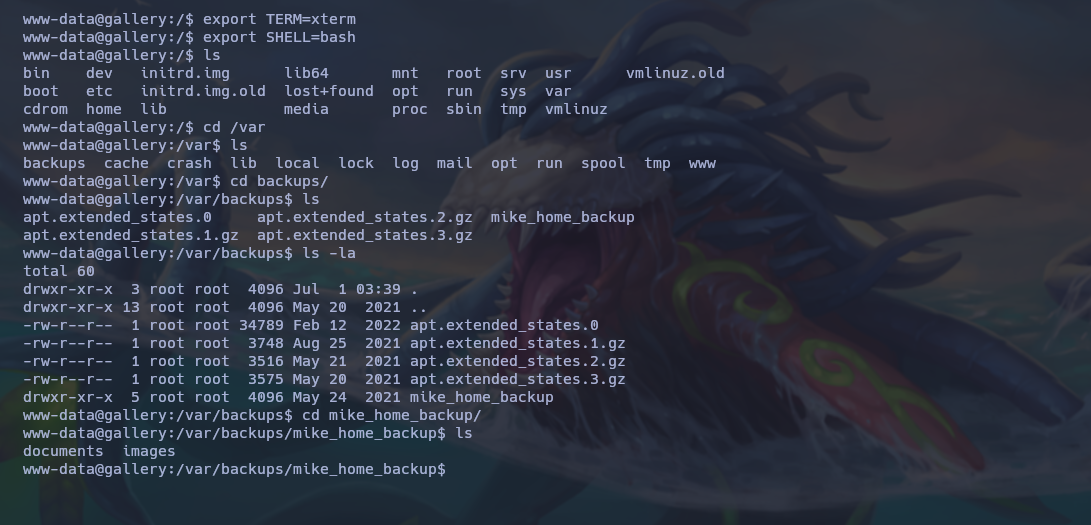 www-data@gallery:/$ export TERM=xterm
www-data@gallery:/$ export SHELL=bash
www-data@gallery:/$ ls
bin    dev   initrd.img      lib64       mnt   root  srv  usr      vmlinuz.old
boot   etc   initrd.img.old  lost+found  opt   run   sys  var
cdrom  home  lib             media       proc  sbin  tmp  vmlinuz
www-data@gallery:/$ cd /var
www-data@gallery:/var$ ls
backups  cache  crash  lib  local  lock  log  mail  opt  run  spool  tmp  www
www-data@gallery:/var$ cd backups/
www-data@gallery:/var/backups$ ls
apt.extended_states.0     apt.extended_states.2.gz  mike_home_backup
apt.extended_states.1.gz  apt.extended_states.3.gz
www-data@gallery:/var/backups$ ls -la
total 60
drwxr-xr-x  3 root root  4096 Jul  1 03:39 .
drwxr-xr-x 13 root root  4096 May 20  2021 ..
-rw-r--r--  1 root root 34789 Feb 12  2022 apt.extended_states.0
-rw-r--r--  1 root root  3748 Aug 25  2021 apt.extended_states.1.gz
-rw-r--r--  1 root root  3516 May 21  2021 apt.extended_states.2.gz
-rw-r--r--  1 root root  3575 May 20  2021 apt.extended_states.3.gz
drwxr-xr-x  5 root root  4096 May 24  2021 mike_home_backup
www-data@gallery:/var/backups$ cd mike_home_backup/
www-data@gallery:/var/backups/mike_home_backup$ ls
documents  images
www-data@gallery:/var/backups/mike_home_backup$